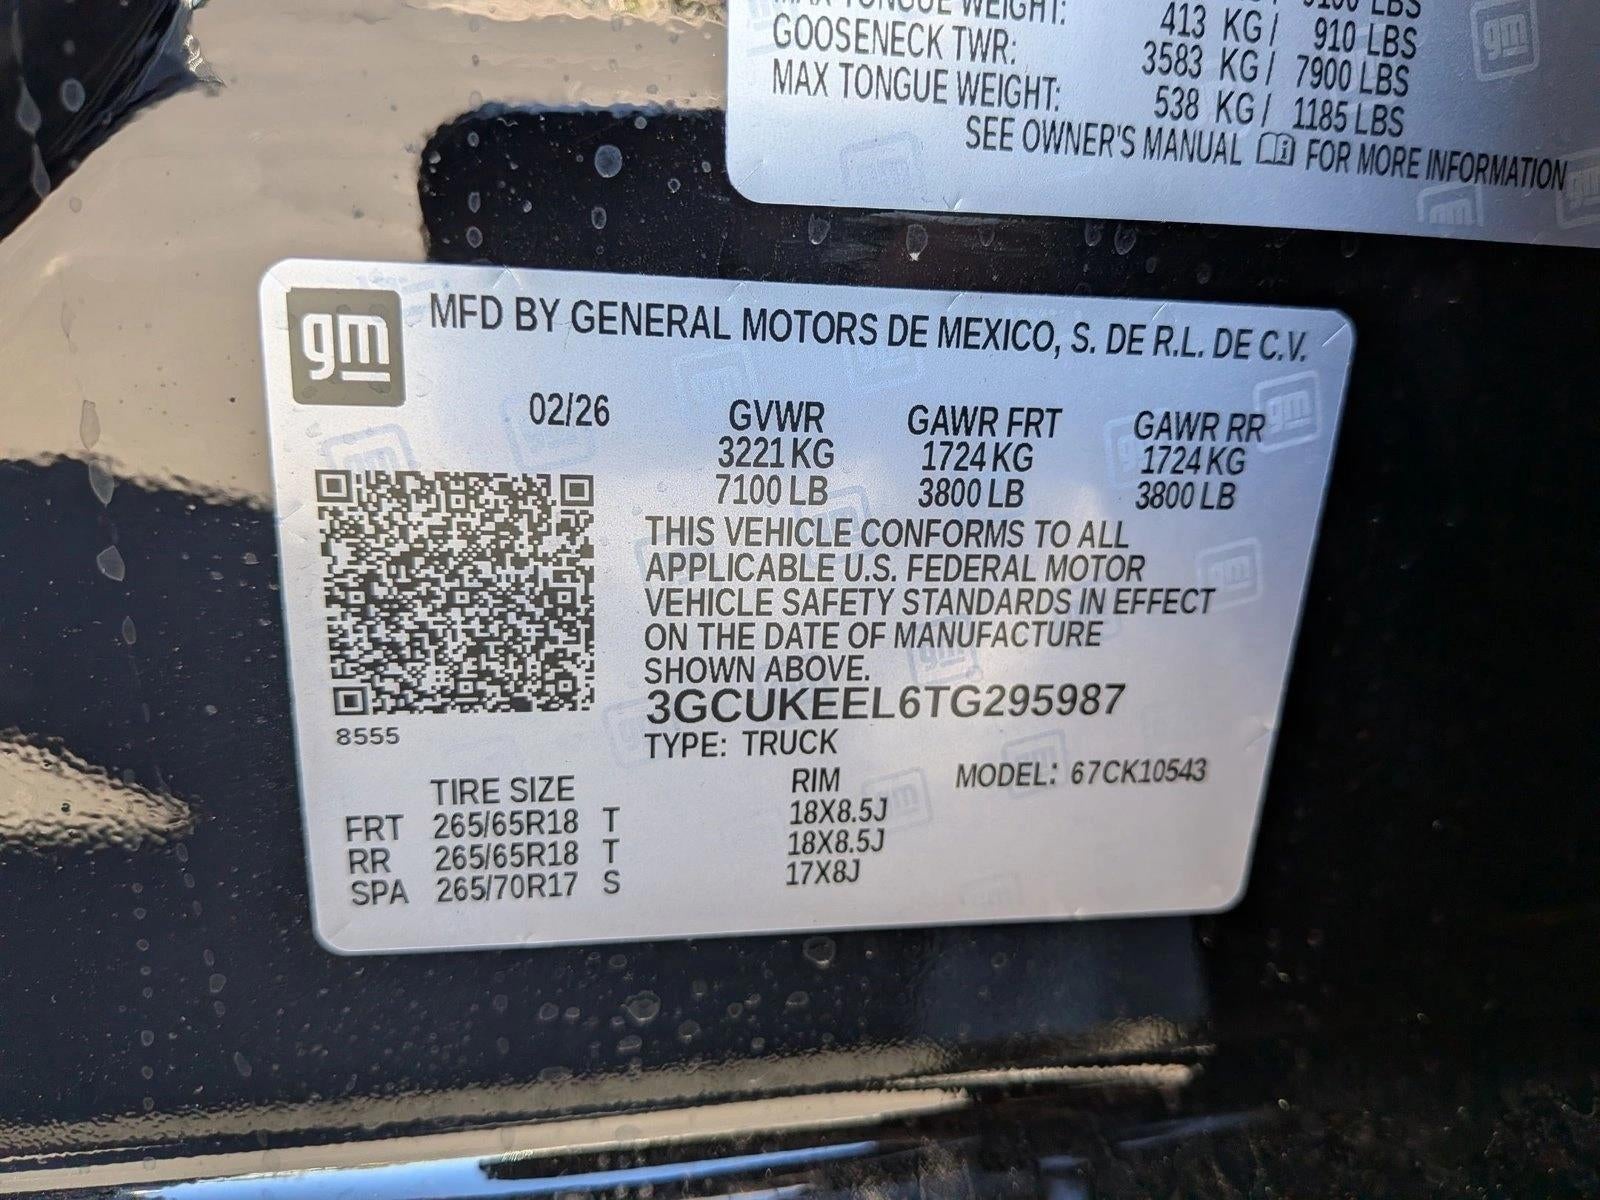 MAX TONGUE WEIGHT: 413 KG / 910 LBS
GOOSENECK TWR: 3583 KG / 7900 LBS
MAX TONGUE WEIGHT: 538 KG / 1185 LBS
SEE OWNER'S MANUAL FOR MORE INFORMATION
gm
MFD BY GENERAL MOTORS DE MEXICO, S. DE R.L. DE C.V.
02/26 GVWR GAWR FRT GAWR RR
3221 KG 1724 KG 1724 KG
7100 LB 3800 LB 3800 LB
THIS VEHICLE CONFORMS TO ALL
APPLICABLE U.S. FEDERAL MOTOR
VEHICLE SAFETY STANDARDS IN EFFECT
ON THE DATE OF MANUFACTURE
SHOWN ABOVE.
3GCUKEEL6TG295987
8555
TYPE: TRUCK
TIRE SIZE RIM MODEL: 67CK10543
FRT 265/65R18 T 18X8.5J
RR 265/65R18 T 18X8.5J
SPA 265/70R17 S 17X8J